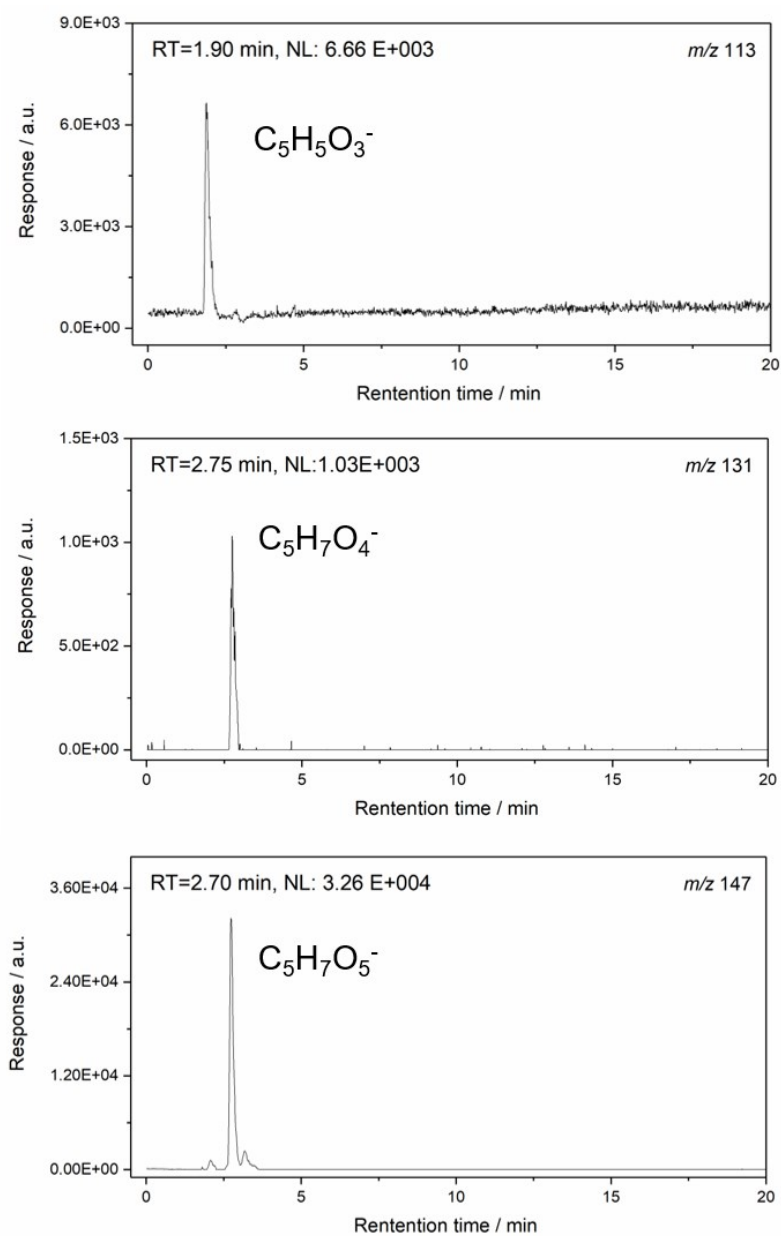 9.0E+03
RT=1.90 min, NL: 6.66 E+003
m/z 113
C₅H₅O₃⁻
6.0E+03
Response / a.u.
3.0E+03
0.0E+00
0 5 10 15 20
Rentention time / min
1.5E+03
RT=2.75 min, NL:1.03E+003
m/z 131
C₅H₇O₄⁻
1.0E+03
Response / a.u.
5.0E+02
0.0E+00
0 5 10 15 20
Rentention time / min
3.60E+04
RT=2.70 min, NL: 3.26 E+004
m/z 147
C₅H₇O₅⁻
2.40E+04
Response / a.u.
1.20E+04
0.00E+00
0 5 10 15 20
Rentention time / min